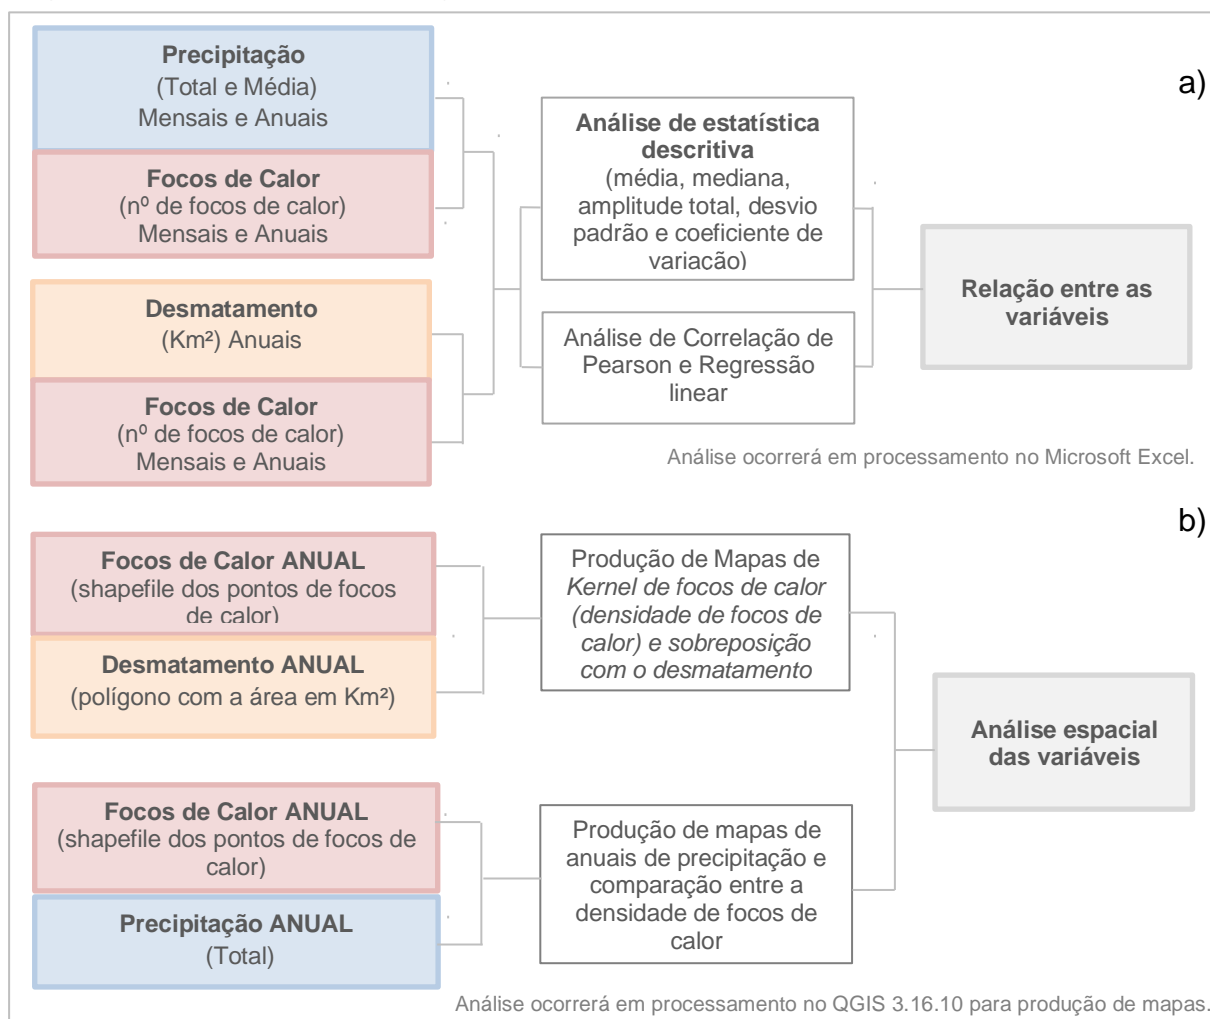 a)
Precipitação
(Total e Média)
Mensais e Anuais
Focos de Calor
(nº de focos de calor)
Mensais e Anuais
Desmatamento
(Km²) Anuais
Focos de Calor
(nº de focos de calor)
Mensais e Anuais
Análise de estatística
descritiva
(média, mediana,
amplitude total, desvio
padrão e coeficiente de
variação)
Análise de Correlação de
Pearson e Regressão
linear
Relação entre as
variáveis
Análise ocorrerá em processamento no Microsoft Excel.
b)
Focos de Calor ANUAL
(shapefile dos pontos de focos
de calor)
Desmatamento ANUAL
(polígono com a área em Km²)
Focos de Calor ANUAL
(shapefile dos pontos de focos de
calor)
Precipitação ANUAL
(Total)
Produção de Mapas de
Kernel de focos de calor
(densidade de focos de
calor) e sobreposição
com o desmatamento
Produção de mapas de
anuais de precipitação e
comparação entre a
densidade de focos de
calor
Análise espacial
das variáveis
Análise ocorrerá em processamento no QGIS 3.16.10 para produção de mapas.